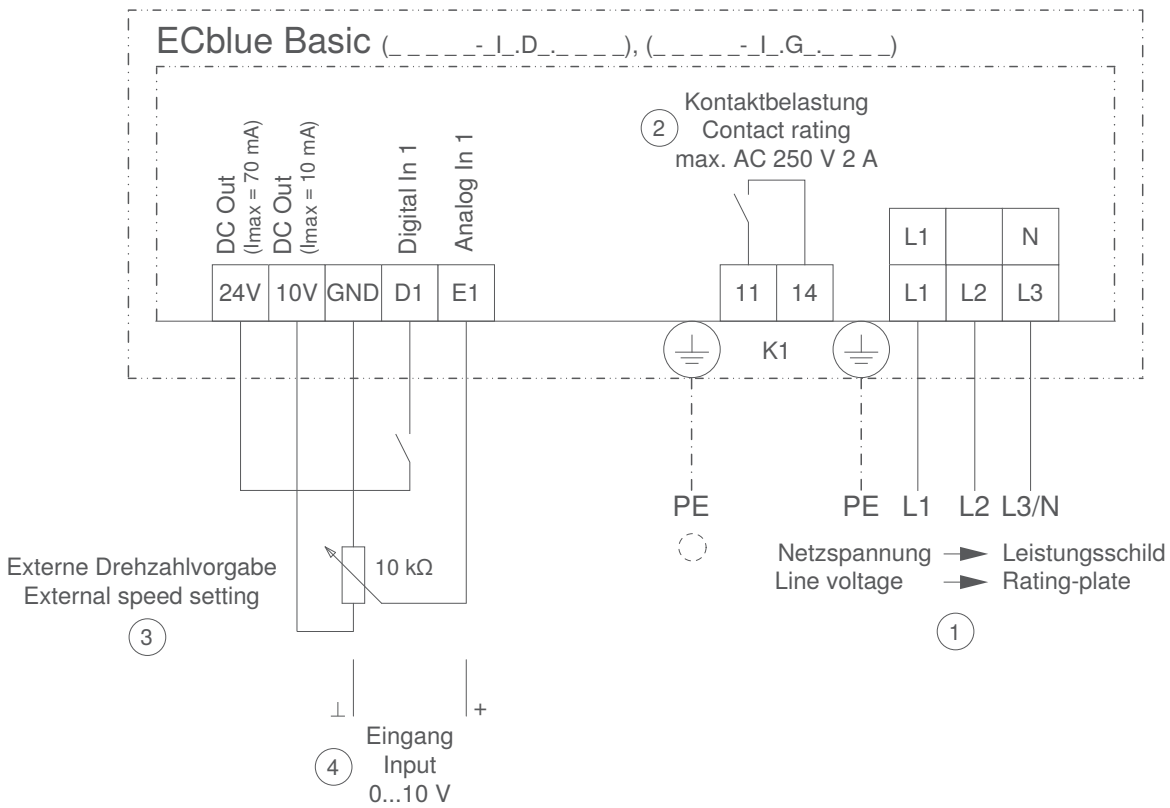 ECblue Basic (_ _ _ _ _-_I_.D_._ _ _ _), (_ _ _ _ _-_I_.G_._ _ _ _)
Kontaktbelastung
2
Contact rating
max. AC 250 V 2 A
DC Out
(Imax = 70 mA)
DC Out
(Imax = 10 mA)
Digital In 1
Analog In 1
L1 N
24V 10V GND D1 E1
11 14
L1 L2 L3
K1
PE
PE L1 L2 L3/N
Netzspannung Leistungsschild
Line voltage Rating-plate
1
10 kΩ
Externe Drehzahlvorgabe
External speed setting
3
⊥ +
Eingang
4
Input
0...10 V